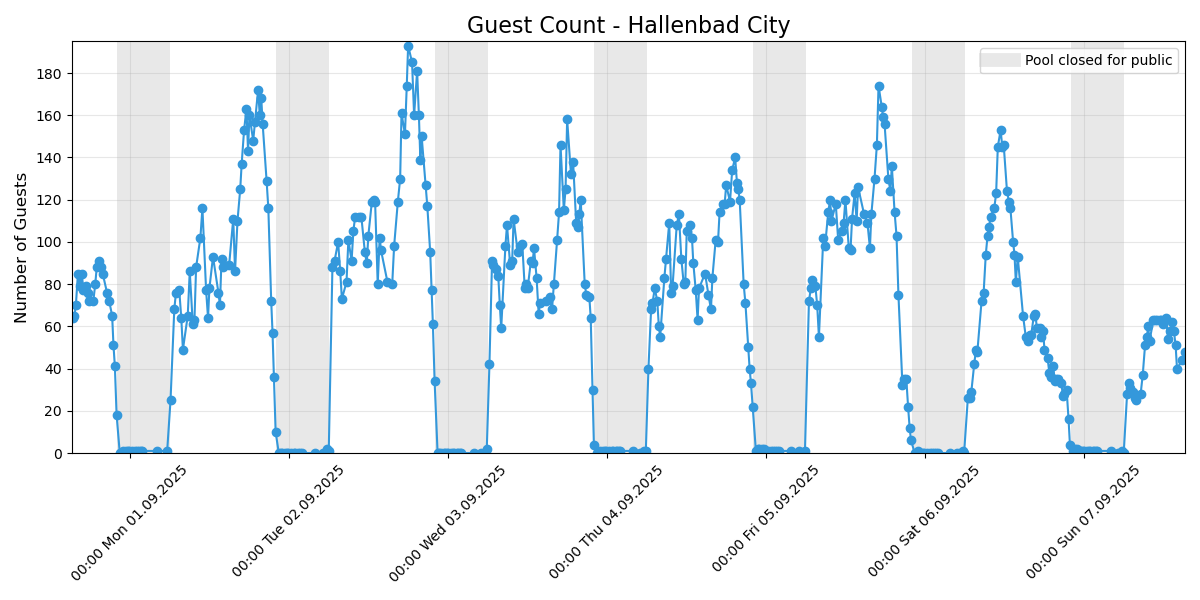 Guest Count - Hallenbad City
Pool closed for public
Number of Guests
180
160
140
120
100
80
60
40
20
0
00:00 Mon 01.09.2025
00:00 Tue 02.09.2025
00:00 Wed 03.09.2025
00:00 Thu 04.09.2025
00:00 Fri 05.09.2025
00:00 Sat 06.09.2025
00:00 Sun 07.09.2025